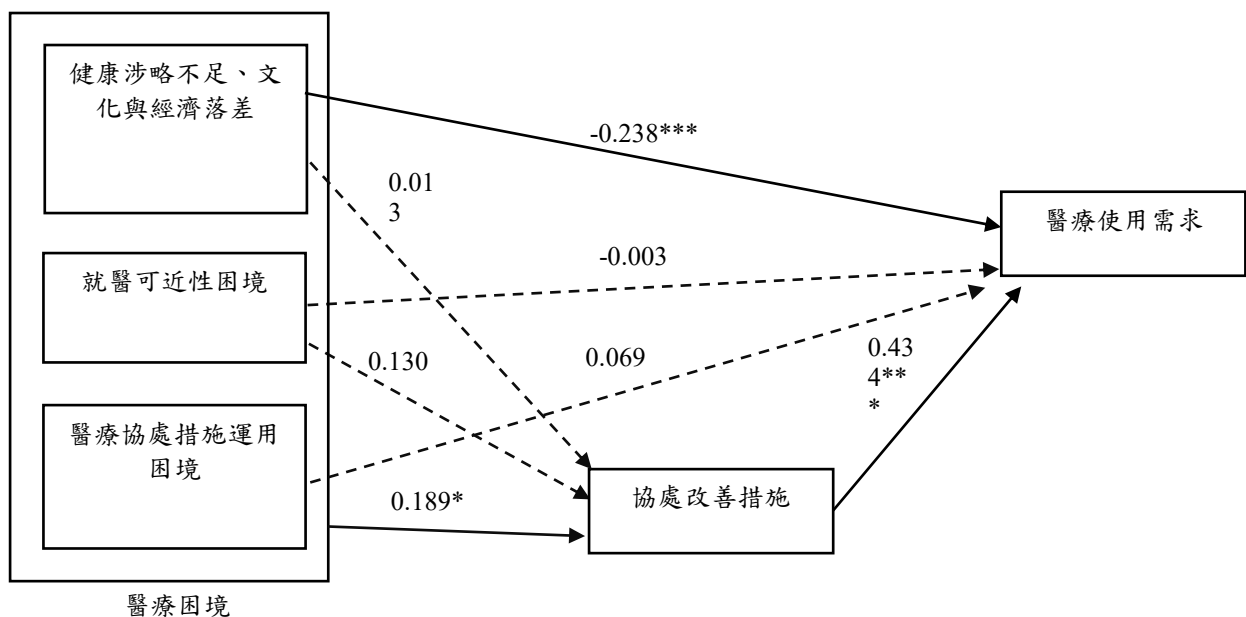 健康涉略不足、文
化與經濟落差
-0.238***
0.01
3
醫療使用需求
就醫可近性困境
-0.003
0.130
0.069
0.43
4**
*
醫療協處措施運用
困境
0.189*
協處改善措施
醫療困境